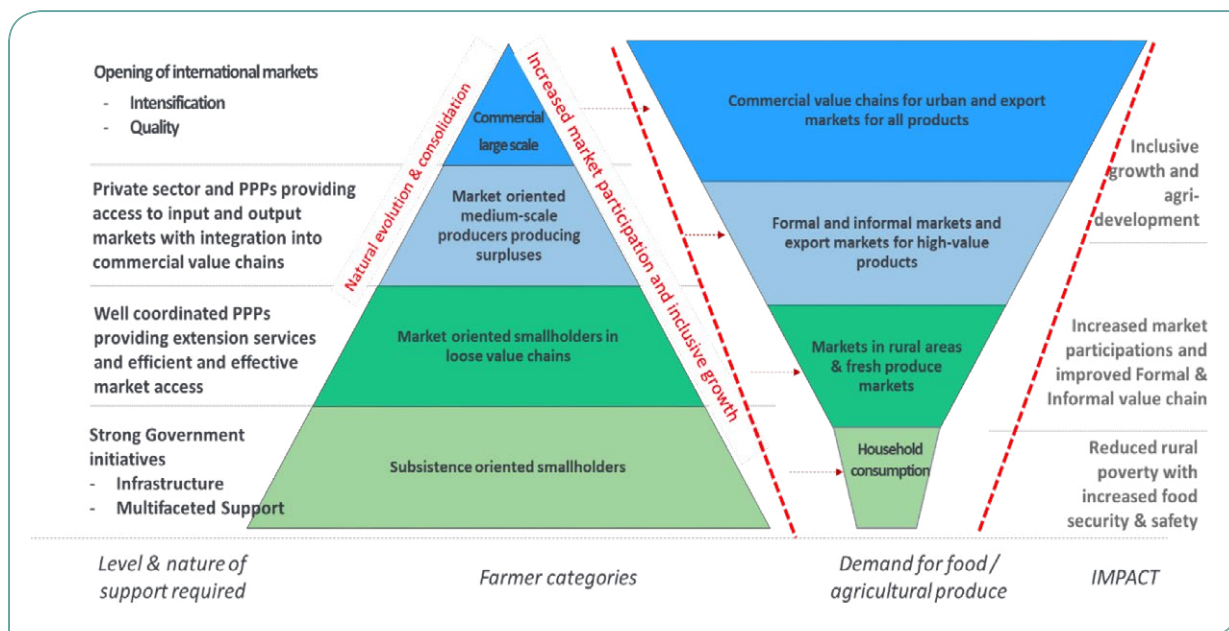 Opening of international markets
- Intensification
- Quality
Private sector and PPPs providing
access to input and output
markets with integration into
commercial value chains
Well coordinated PPPs
providing extension services
and efficient and effective
market access
Strong Government
initiatives
- Infrastructure
- Multifaceted Support
Level & nature of
support required
Natural evolution & consolidation
Increased market participation and inclusive growth
Commercial
large scale
Market oriented
medium-scale
producers producing
surpluses
Market oriented smallholders in
loose value chains
Subsistence oriented smallholders
Farmer categories
Commercial value chains for urban and export
markets for all products
Formal and informal markets and
export markets for high-value
products
Markets in rural areas
& fresh produce
markets
Household
consumption
Demand for food /
agricultural produce
Inclusive
growth and
agri-
development
Increased market
participations and
improved Formal &
Informal value chain
Reduced rural
poverty with
increased food
security & safety
IMPACT